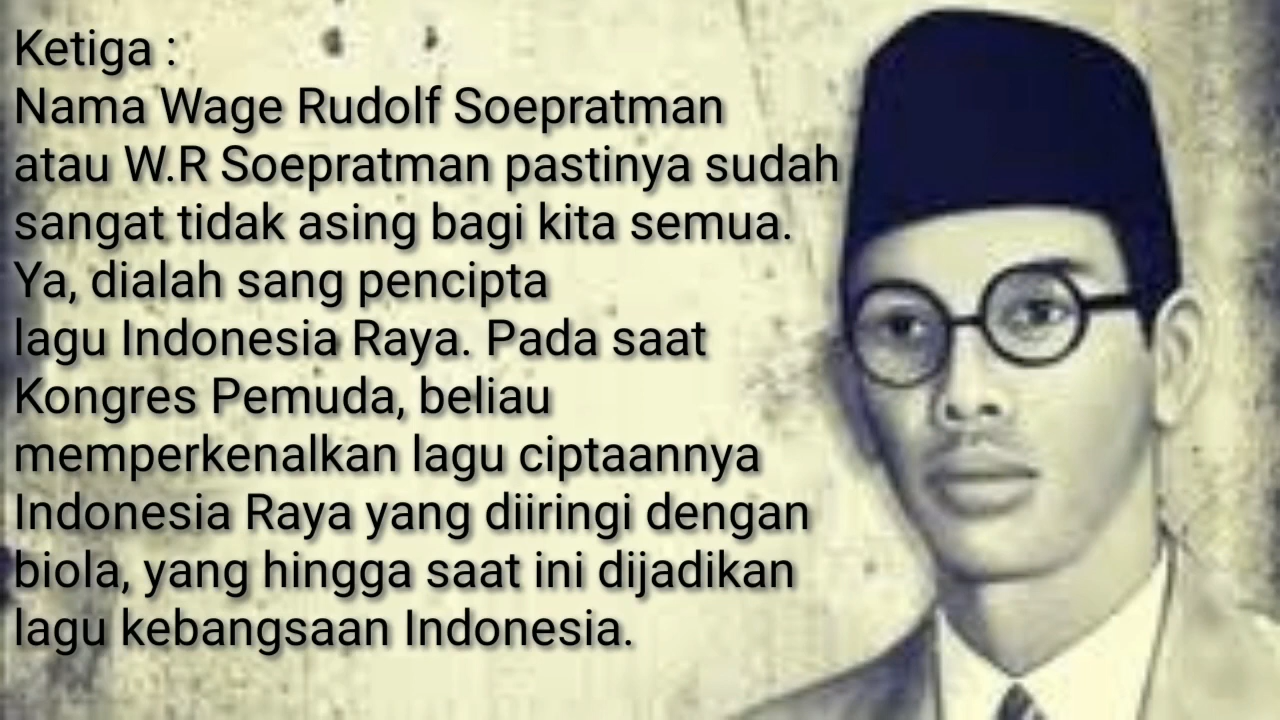 Ketiga :
Nama Wage Rudolf Soepratman
atau W.R Soepratman pastinya sudah
sangat tidak asing bagi kita semua.
Ya, dialah sang pencipta
lagu Indonesia Raya. Pada saat
Kongres Pemuda, beliau
memperkenalkan lagu ciptaannya
Indonesia Raya yang diiringi dengan
biola, yang hingga saat ini dijadikan
lagu kebangsaan Indonesia.